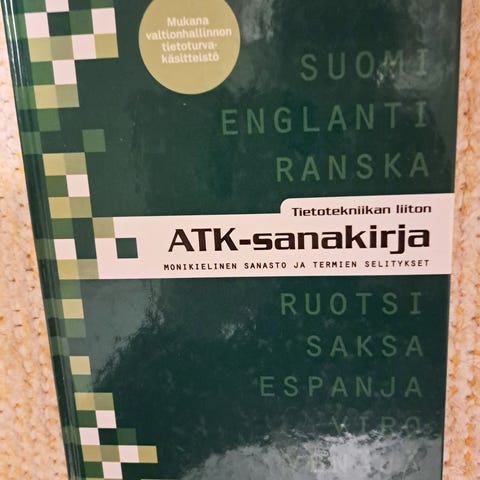 Mukana
valtionhallinnon
tietoturva-
käsitteistö
SUOMI
ENGLANTI
RANSKA
Tietotekniikan liiton
ATK-sanakirja
MONIKIELINEN SANASTO JA TERMIEN SELITYKSET
RUOTSI
SAKSA
ESPANJA
VIRO
VENÄJÄ